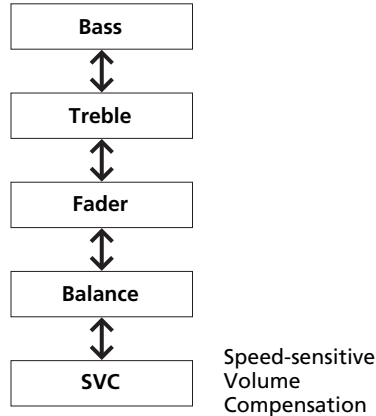 Bass
Treble
Fader
Balance
SVC
Speed-sensitive
Volume
Compensation